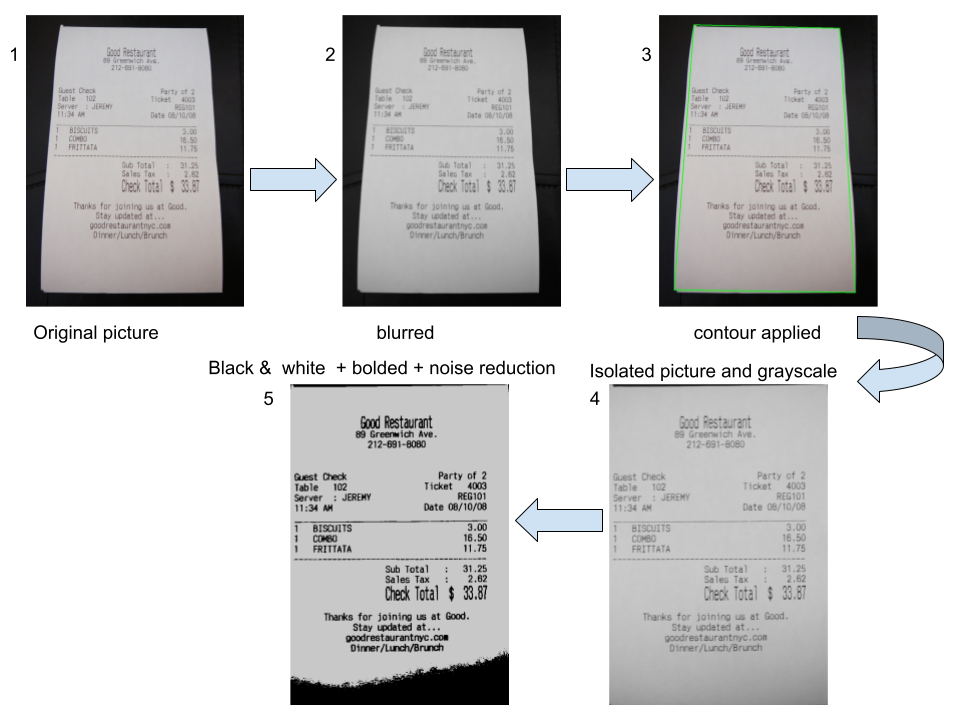 1
Good Restaurant
89 Greenwich Ave.
212-691-8080
Guest Check Party of 2
Table 102 Ticket 4003
Server : JEREMY REG101
11:34 AM Date 08/10/08
1 BISCUITS 3.00
1 COMBO 16.50
1 FRITTATA 11.75
Sub Total : 31.25
Sales Tax : 2.62
Check Total $ 33.87
Thanks for joining us at Good.
Stay updated at...
goodrestaurantnyc.com
Dinner/Lunch/Brunch
Original picture
2
Good Restaurant
89 Greenwich Ave.
212-691-8080
Guest Check Party of 2
Table 102 Ticket 4003
Server : JEREMY REG101
11:34 AM Date 08/10/08
1 BISCUITS 3.00
1 COMBO 16.50
1 FRITTATA 11.75
Sub Total : 31.25
Sales Tax : 2.62
Check Total $ 33.87
Thanks for joining us at Good.
Stay updated at...
goodrestaurantnyc.com
Dinner/Lunch/Brunch
blurred
3
Good Restaurant
89 Greenwich Ave.
212-691-8080
Guest Check Party of 2
Table 102 Ticket 4003
Server : JEREMY REG101
11:34 AM Date 08/10/08
1 BISCUITS 3.00
1 COMBO 16.50
1 FRITTATA 11.75
Sub Total : 31.25
Sales Tax : 2.62
Check Total $ 33.87
Thanks for joining us at Good.
Stay updated at...
goodrestaurantnyc.com
Dinner/Lunch/Brunch
contour applied
Isolated picture and grayscale
4
Good Restaurant
89 Greenwich Ave.
212-691-8080
Guest Check Party of 2
Table 102 Ticket 4003
Server : JEREMY REG101
11:34 AM Date 08/10/08
1 BISCUITS 3.00
1 COMBO 16.50
1 FRITTATA 11.75
Sub Total : 31.25
Sales Tax : 2.62
Check Total $ 33.87
Thanks for joining us at Good.
Stay updated at...
goodrestaurantnyc.com
Dinner/Lunch/Brunch
Black & white + bolded + noise reduction
5
Good Restaurant
89 Greenwich Ave.
212-691-8080
Guest Check Party of 2
Table 102 Ticket 4003
Server : JEREMY REG101
11:34 AM Date 08/10/08
1 BISCUITS 3.00
1 COMBO 16.50
1 FRITTATA 11.75
Sub Total : 31.25
Sales Tax : 2.62
Check Total $ 33.87
Thanks for joining us at Good.
Stay updated at...
goodrestaurantnyc.com
Dinner/Lunch/Brunch